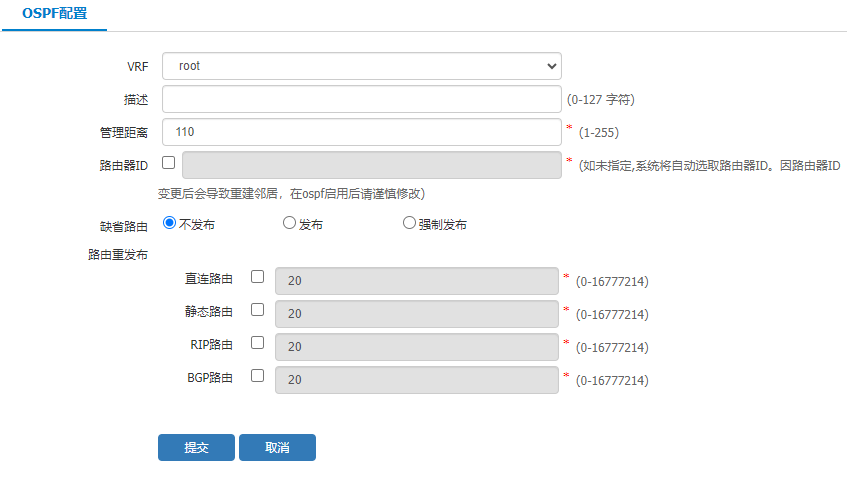 OSPF配置
VRF root
描述 (0-127 字符)
管理距离 110 * (1-255)
路由器ID * (如未指定,系统将自动选取路由器ID。因路由器ID
变更后会导致重建邻居，在ospf启用后请谨慎修改)
缺省路由 不发布 发布 强制发布
路由重发布
直连路由 20 * (0-16777214)
静态路由 20 * (0-16777214)
RIP路由 20 * (0-16777214)
BGP路由 20 * (0-16777214)
提交 取消